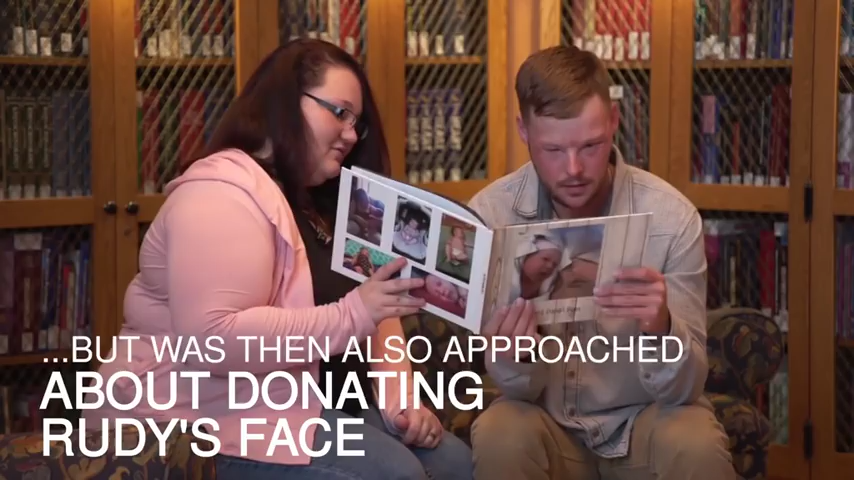 ...BUT WAS THEN ALSO APPROACHED
ABOUT DONATING
RUDY'S FACE